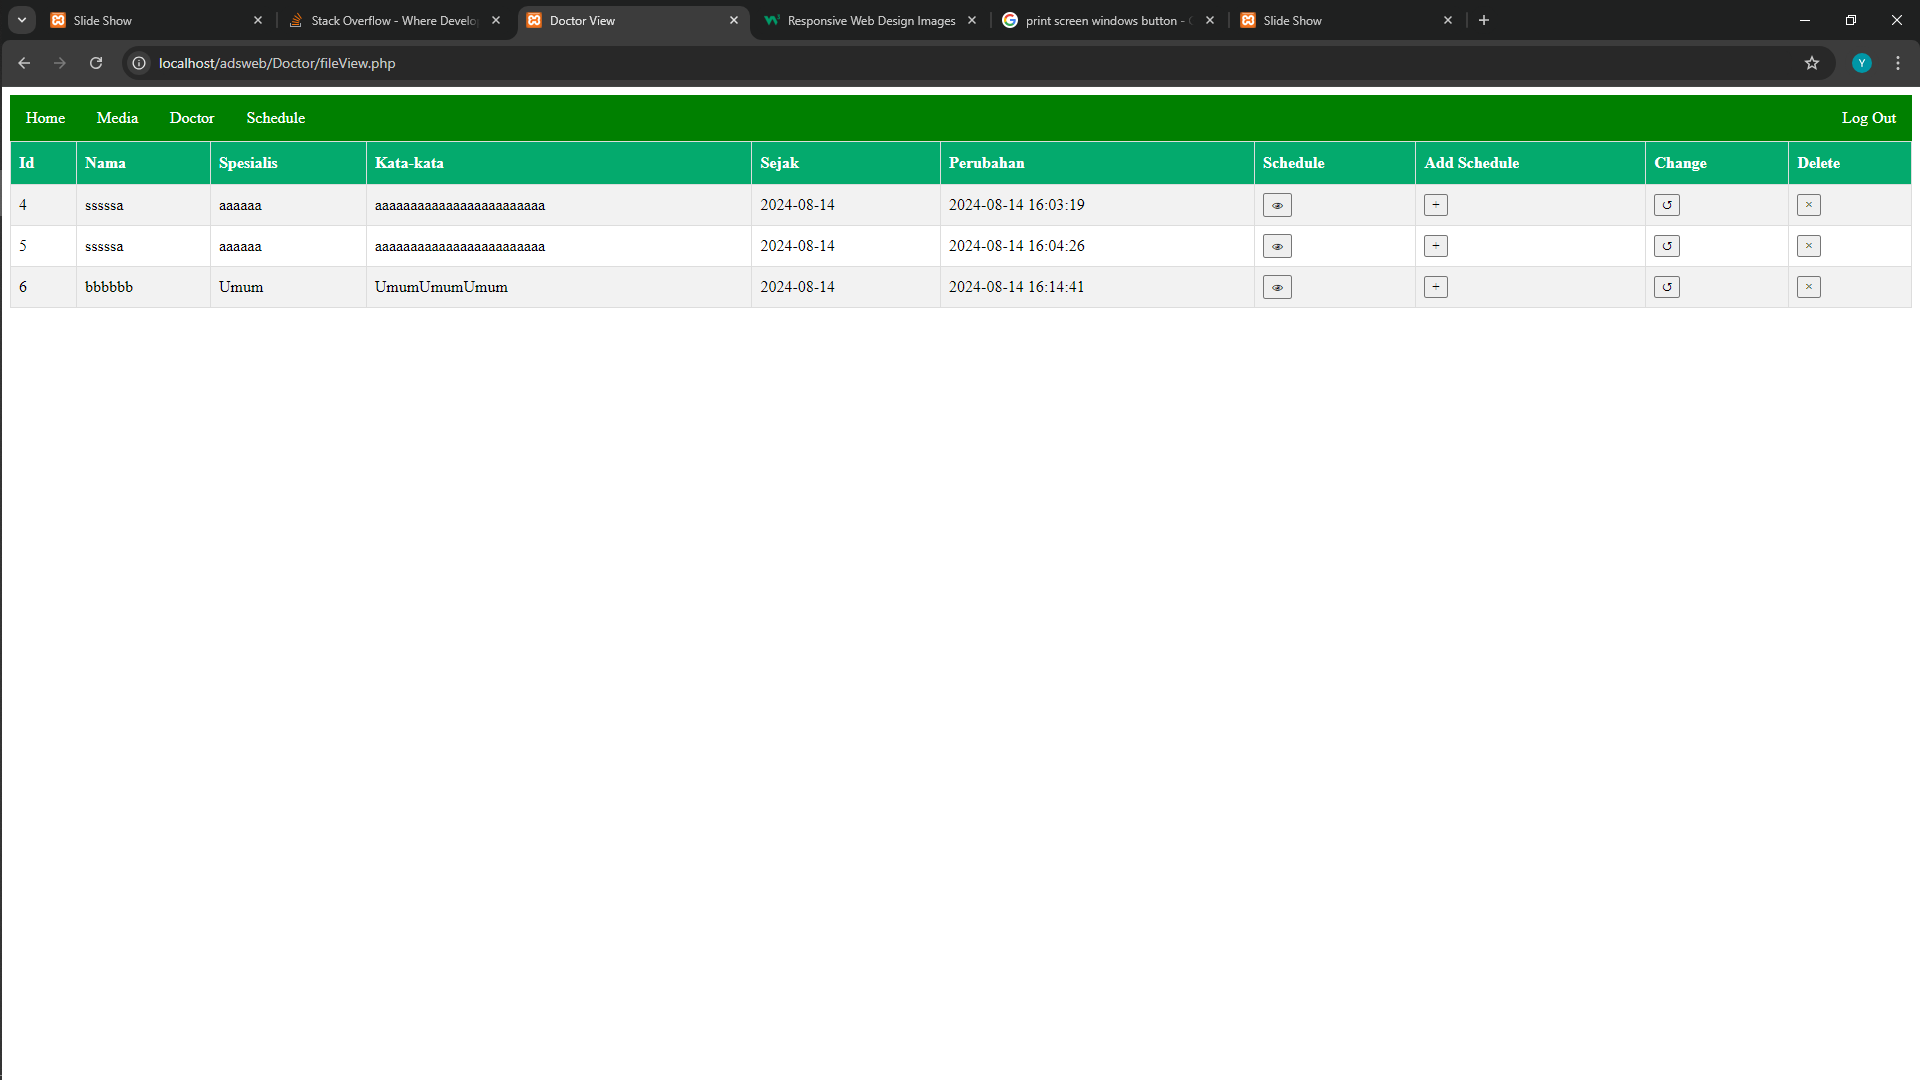 Slide Show
Stack Overflow - Where Develo
Doctor View
Responsive Web Design Images
print screen windows button -
Slide Show
localhost/adsweb/Doctor/fileView.php
Y
Home Media Doctor Schedule Log Out
Id Nama Spesialis Kata-kata Sejak Perubahan Schedule Add Schedule Change Delete
4 sssssa aaaaaa aaaaaaaaaaaaaaaaaaaaaaaa 2024-08-14 2024-08-14 16:03:19 👁 + ↺ ×
5 sssssa aaaaaa aaaaaaaaaaaaaaaaaaaaaaaa 2024-08-14 2024-08-14 16:04:26 👁 + ↺ ×
6 bbbbbb Umum UmumUmumUmum 2024-08-14 2024-08-14 16:14:41 👁 + ↺ ×